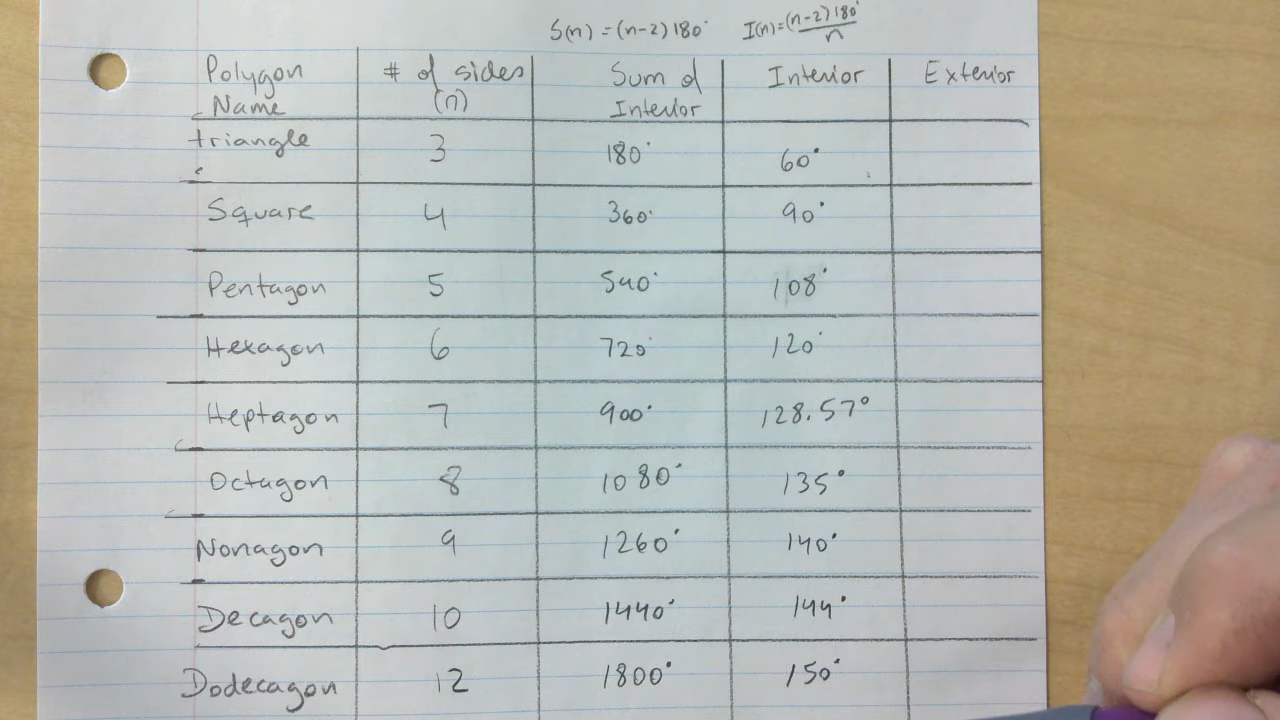 S(n) = (n-2) 180° I(n) = (n-2) 180° / n
Polygon Name # of sides (n) Sum of Interior Interior Exterior
triangle 3 180° 60°
Square 4 360° 90°
Pentagon 5 540° 108°
Hexagon 6 720° 120°
Heptagon 7 900° 128.57°
Octagon 8 1080° 135°
Nonagon 9 1260° 140°
Decagon 10 1440° 144°
Dodecagon 12 1800° 150°